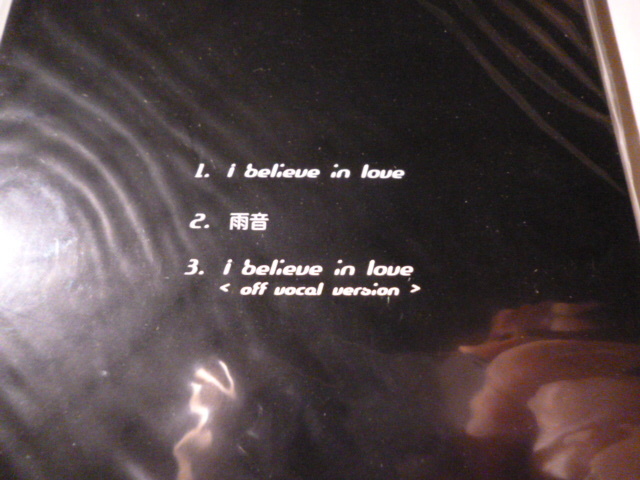 1. i believe in love
2. 雨音
3. i believe in love
< off vocal version >